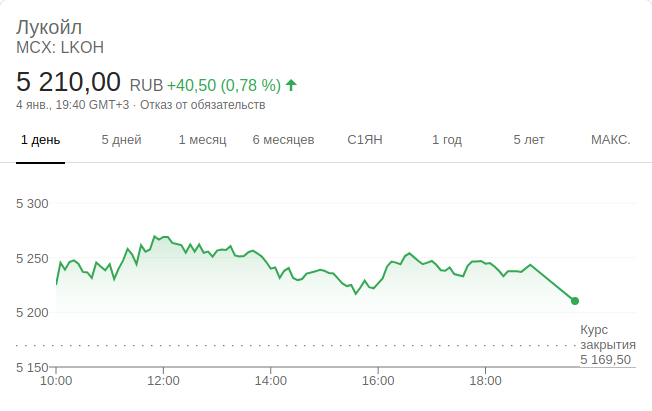 Лукойл
MCX: LKOH
5 210,00 RUB +40,50 (0,78 %)
4 янв., 19:40 GMT+3 · Отказ от обязательств
1 день 5 дней 1 месяц 6 месяцев С1ЯН 1 год 5 лет МАКС.
5 300
5 250
5 200
Курс
закрытия
5 169,50
5 150
10:00 12:00 14:00 16:00 18:00